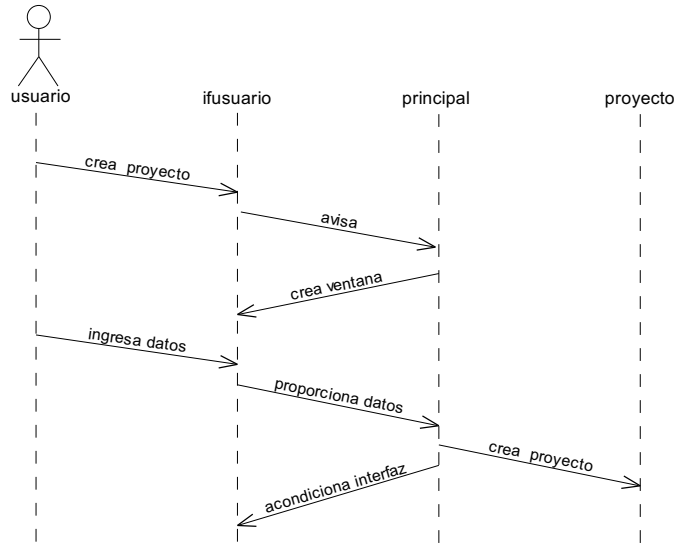 usuario
ifusuario
principal
proyecto
crea proyecto
avisa
crea ventana
ingresa datos
proporciona datos
crea proyecto
acondiciona interfaz